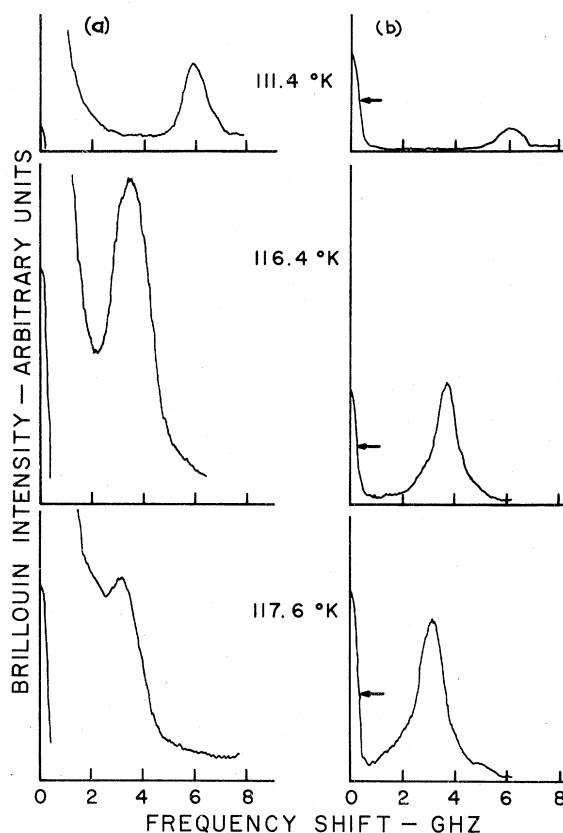 (a)
(b)
111.4 °K
116.4 °K
117.6 °K
BRILLOUIN INTENSITY — ARBITRARY UNITS
0 2 4 6 8
0 2 4 6 8
FREQUENCY SHIFT — GHZ